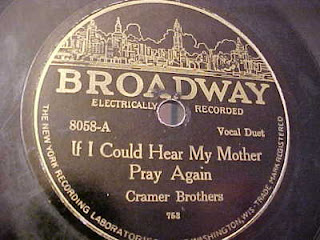 BROADWAY
ELECTRICALLY RECORDED
8058-A Vocal Duet
If I Could Hear My Mother
Pray Again
Cramer Brothers
753
THE NEW YORK RECORDING LABORATORIES WASHINGTON, WIS-TRADE MARK REGISTERED